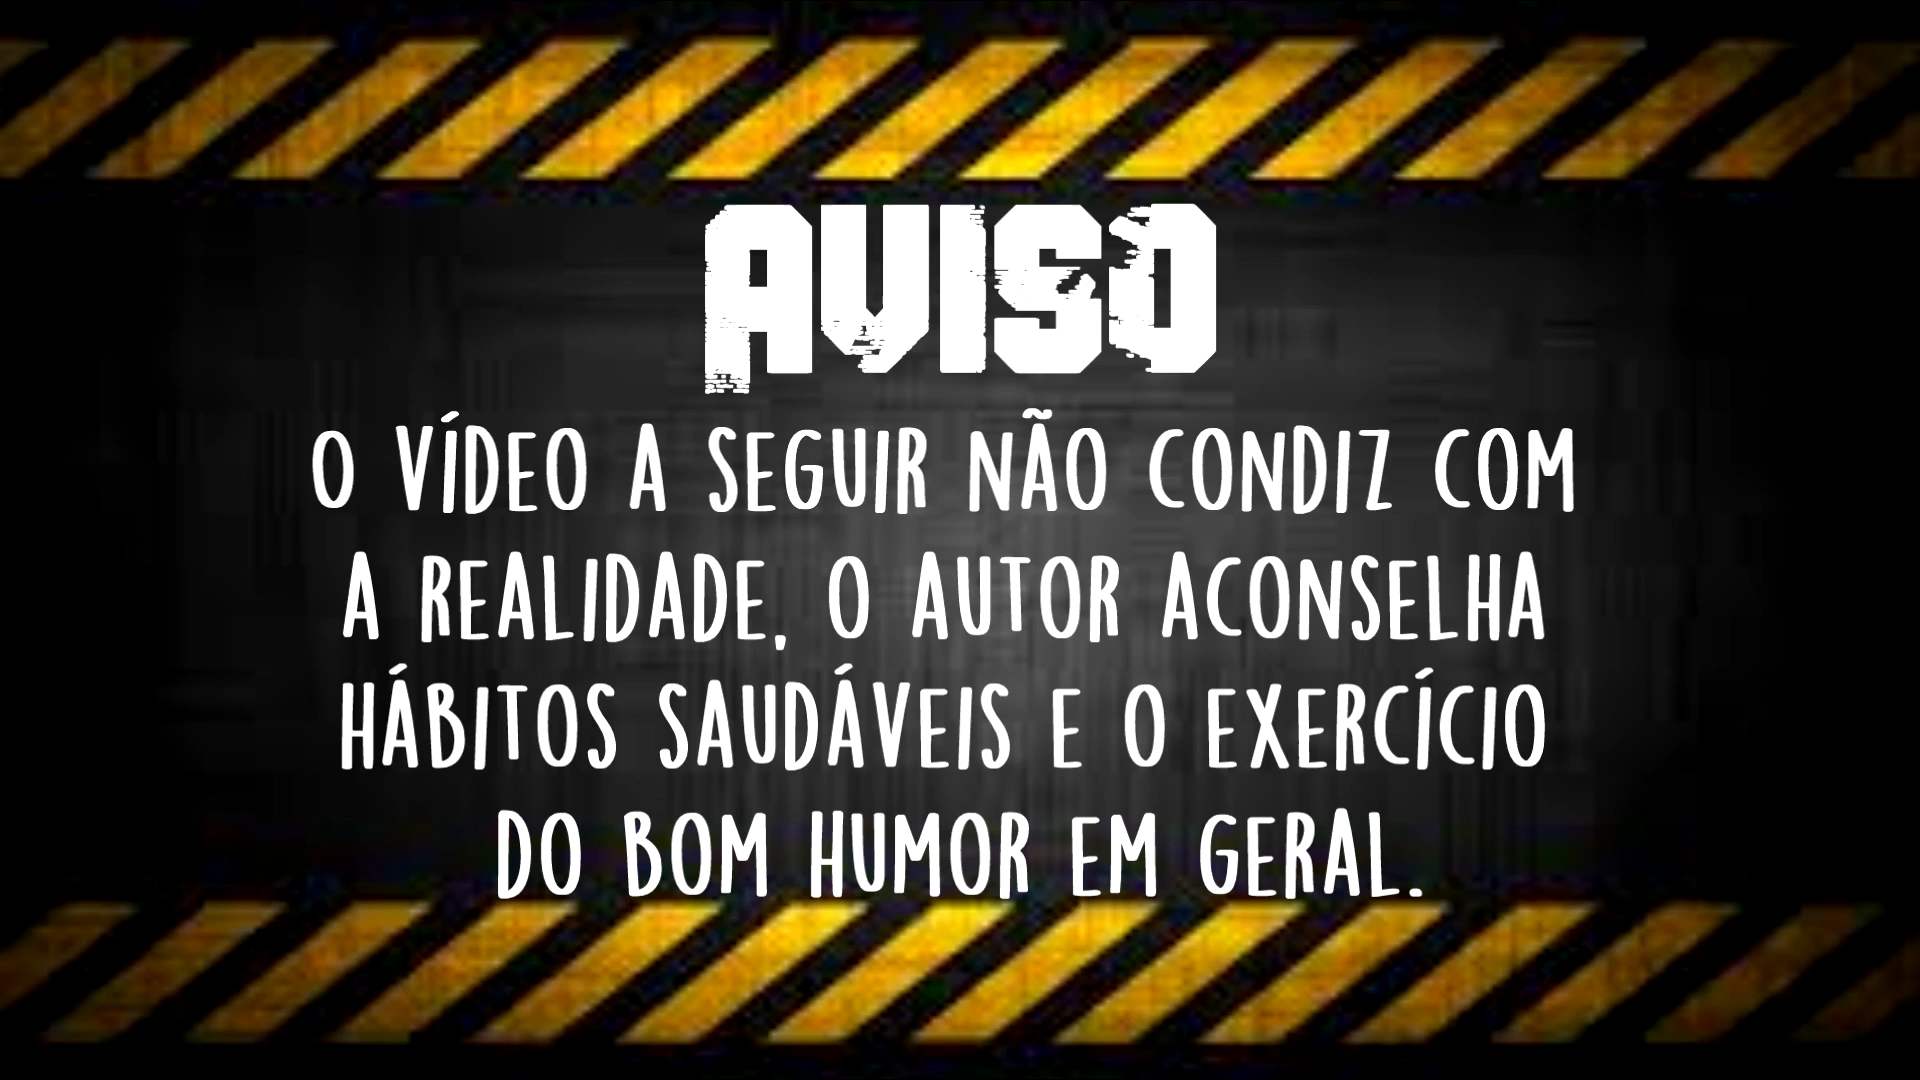 AVISO
O VÍDEO A SEGUIR NÃO CONDIZ COM
A REALIDADE, O AUTOR ACONSELHA
HÁBITOS SAUDÁVEIS E O EXERCÍCIO
DO BOM HUMOR EM GERAL.